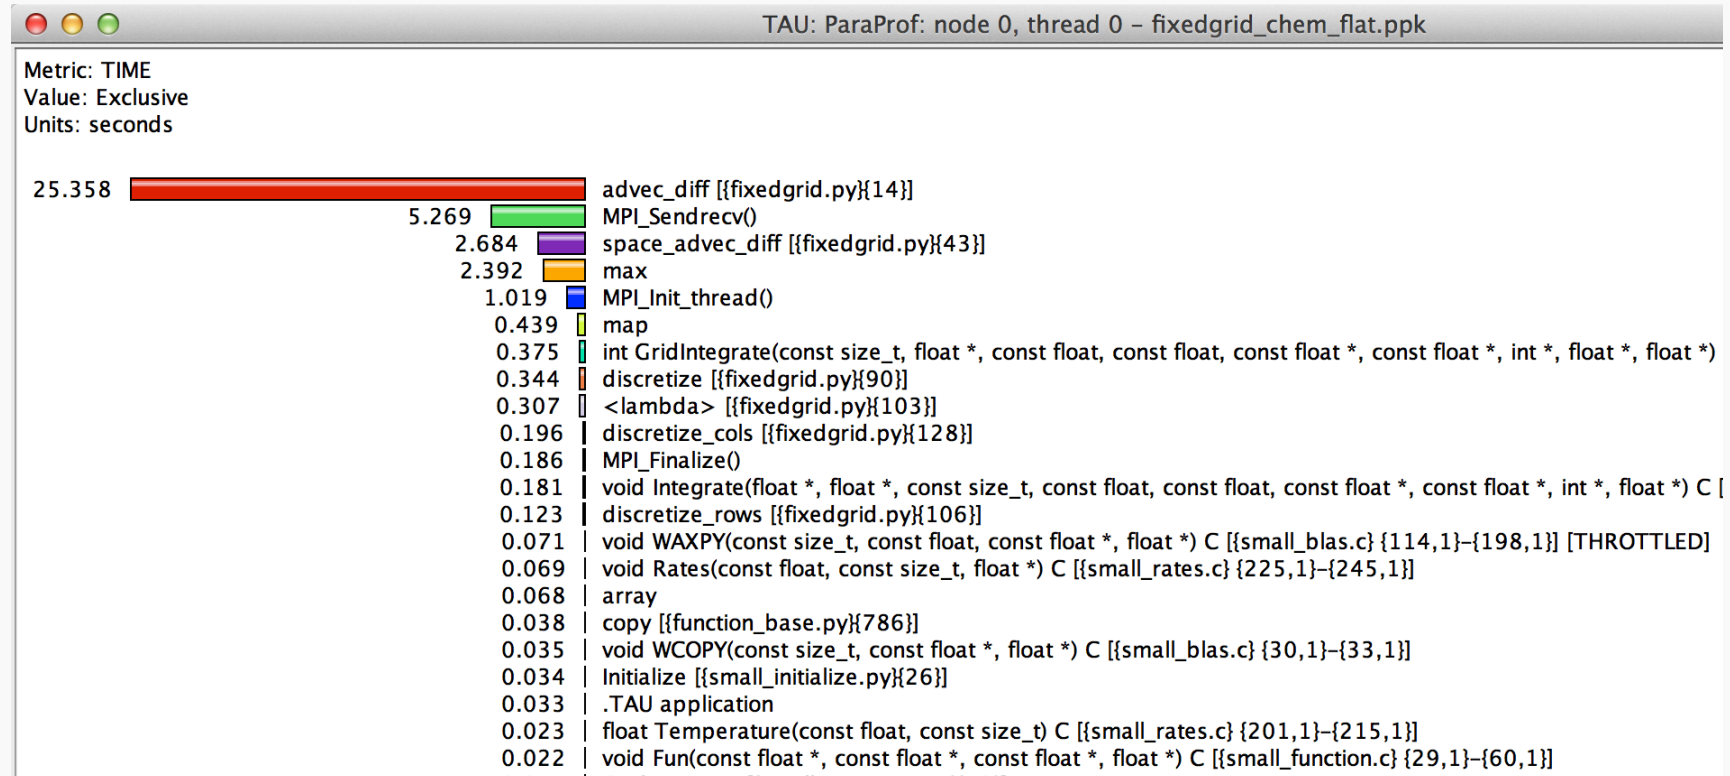 TAU: ParaProf: node 0, thread 0 – fixedgrid_chem_flat.ppk
Metric: TIME
Value: Exclusive
Units: seconds
25.358 advec_diff [{fixedgrid.py}{14}]
5.269 MPI_Sendrecv()
2.684 space_advec_diff [{fixedgrid.py}{43}]
2.392 max
1.019 MPI_Init_thread()
0.439 map
0.375 int GridIntegrate(const size_t, float *, const float, const float, const float *, const float *, int *, float *, float *)
0.344 discretize [{fixedgrid.py}{90}]
0.307 <lambda> [{fixedgrid.py}{103}]
0.196 discretize_cols [{fixedgrid.py}{128}]
0.186 MPI_Finalize()
0.181 void Integrate(float *, float *, const size_t, const float, const float, const float *, const float *, int *, float *) C [
0.123 discretize_rows [{fixedgrid.py}{106}]
0.071 void WAXPY(const size_t, const float, const float *, float *) C [{small_blas.c} {114,1}–{198,1}] [THROTTLED]
0.069 void Rates(const float, const size_t, float *) C [{small_rates.c} {225,1}–{245,1}]
0.068 array
0.038 copy [{function_base.py}{786}]
0.035 void WCOPY(const size_t, const float *, float *) C [{small_blas.c} {30,1}–{33,1}]
0.034 Initialize [{small_initialize.py}{26}]
0.033 .TAU application
0.023 float Temperature(const float, const size_t) C [{small_rates.c} {201,1}–{215,1}]
0.022 void Fun(const float *, const float *, const float *, float *) C [{small_function.c} {29,1}–{60,1}]